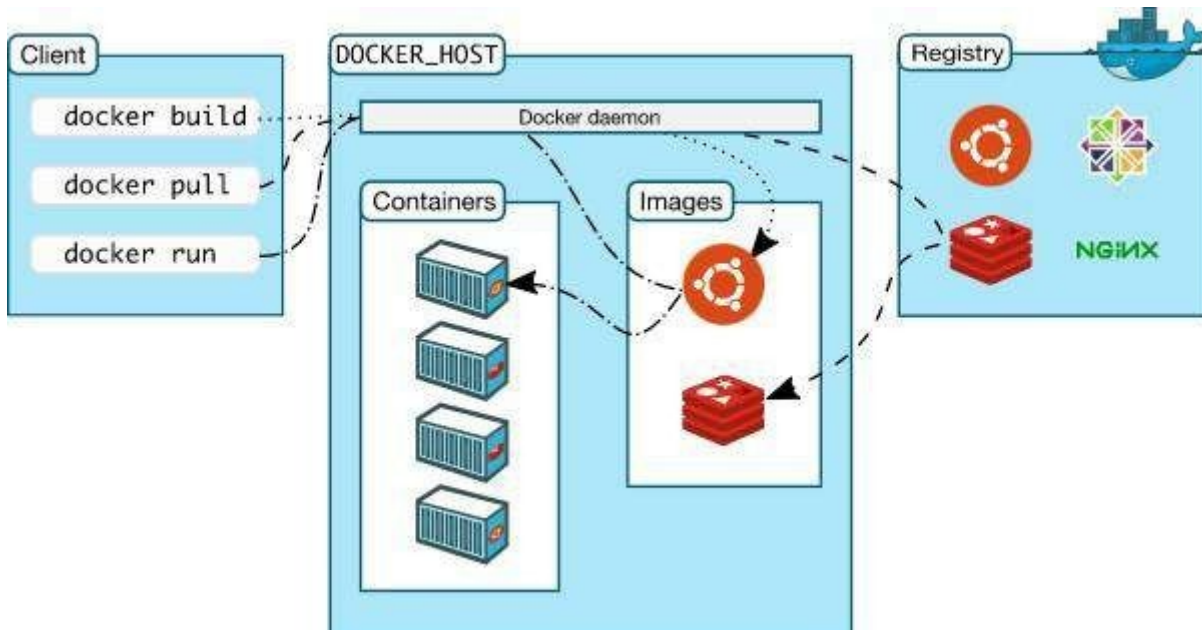 Client
docker build
docker pull
docker run
DOCKER_HOST
Docker daemon
Containers
Images
Registry
NGINX